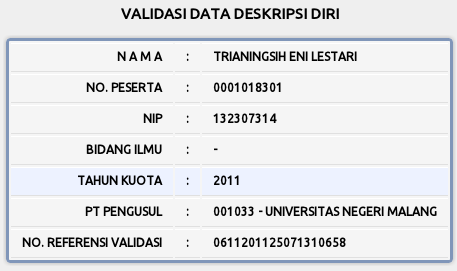 VALIDASI DATA DESKRIPSI DIRI
N A M A : TRIANINGSIH ENI LESTARI
NO. PESERTA : 0001018301
NIP : 132307314
BIDANG ILMU : -
TAHUN KUOTA : 2011
PT PENGUSUL : 001033 - UNIVERSITAS NEGERI MALANG
NO. REFERENSI VALIDASI : 0611201125071310658